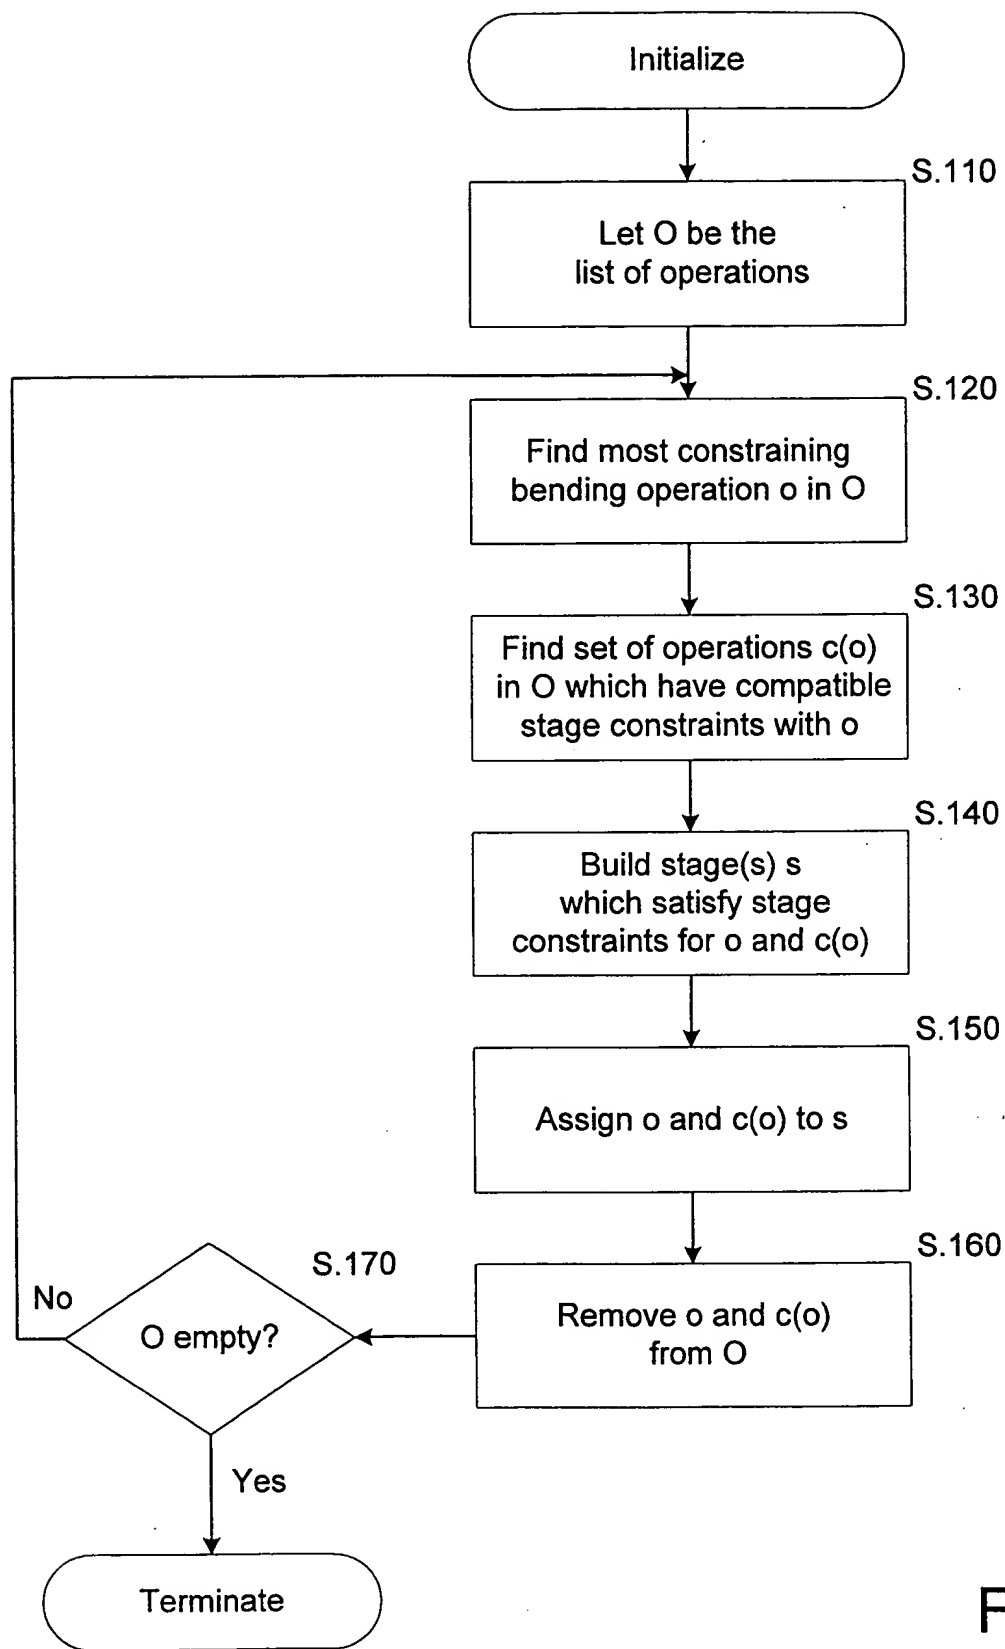 Initialize
S.110
Let O be the
list of operations
S.120
Find most constraining
bending operation o in O
S.130
Find set of operations c(o)
in O which have compatible
stage constraints with o
S.140
Build stage(s) s
which satisfy stage
constraints for o and c(o)
S.150
Assign o and c(o) to s
S.160
Remove o and c(o)
from O
S.170
O empty?
No
Yes
Terminate